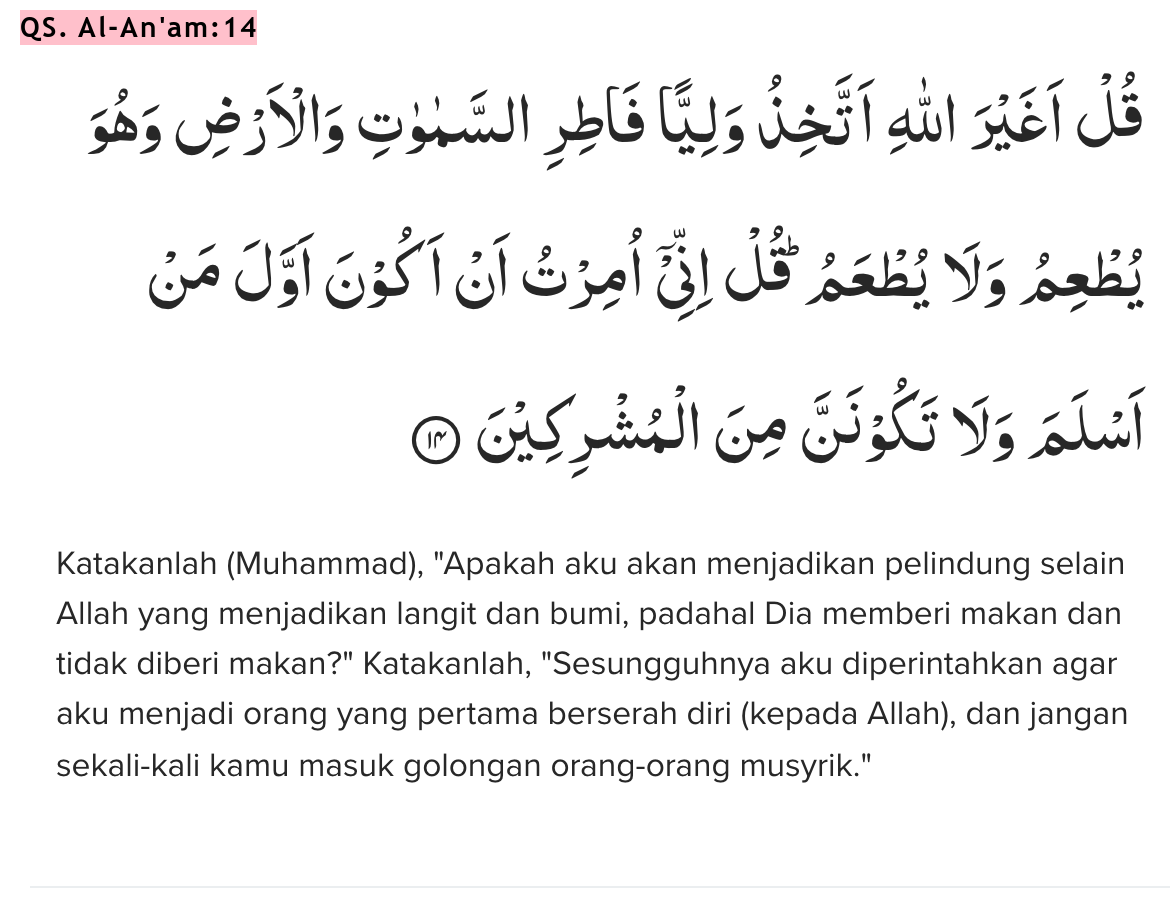 QS. Al-An'am:14
قُلْ اَغَيْرَ اللّٰهِ اَتَّخِذُ وَلِيًّا فَاطِرِ السَّمٰوٰتِ وَالْاَرْضِ وَهُوَ
يُطْعِمُ وَلَا يُطْعَمُ ۗقُلْ اِنِّيْٓ اُمِرْتُ اَنْ اَكُوْنَ اَوَّلَ مَنْ
اَسْلَمَ وَلَا تَكُوْنَنَّ مِنَ الْمُشْرِكِيْنَ ١٤
Katakanlah (Muhammad), "Apakah aku akan menjadikan pelindung selain
Allah yang menjadikan langit dan bumi, padahal Dia memberi makan dan
tidak diberi makan?" Katakanlah, "Sesungguhnya aku diperintahkan agar
aku menjadi orang yang pertama berserah diri (kepada Allah), dan jangan
sekali-kali kamu masuk golongan orang-orang musyrik."